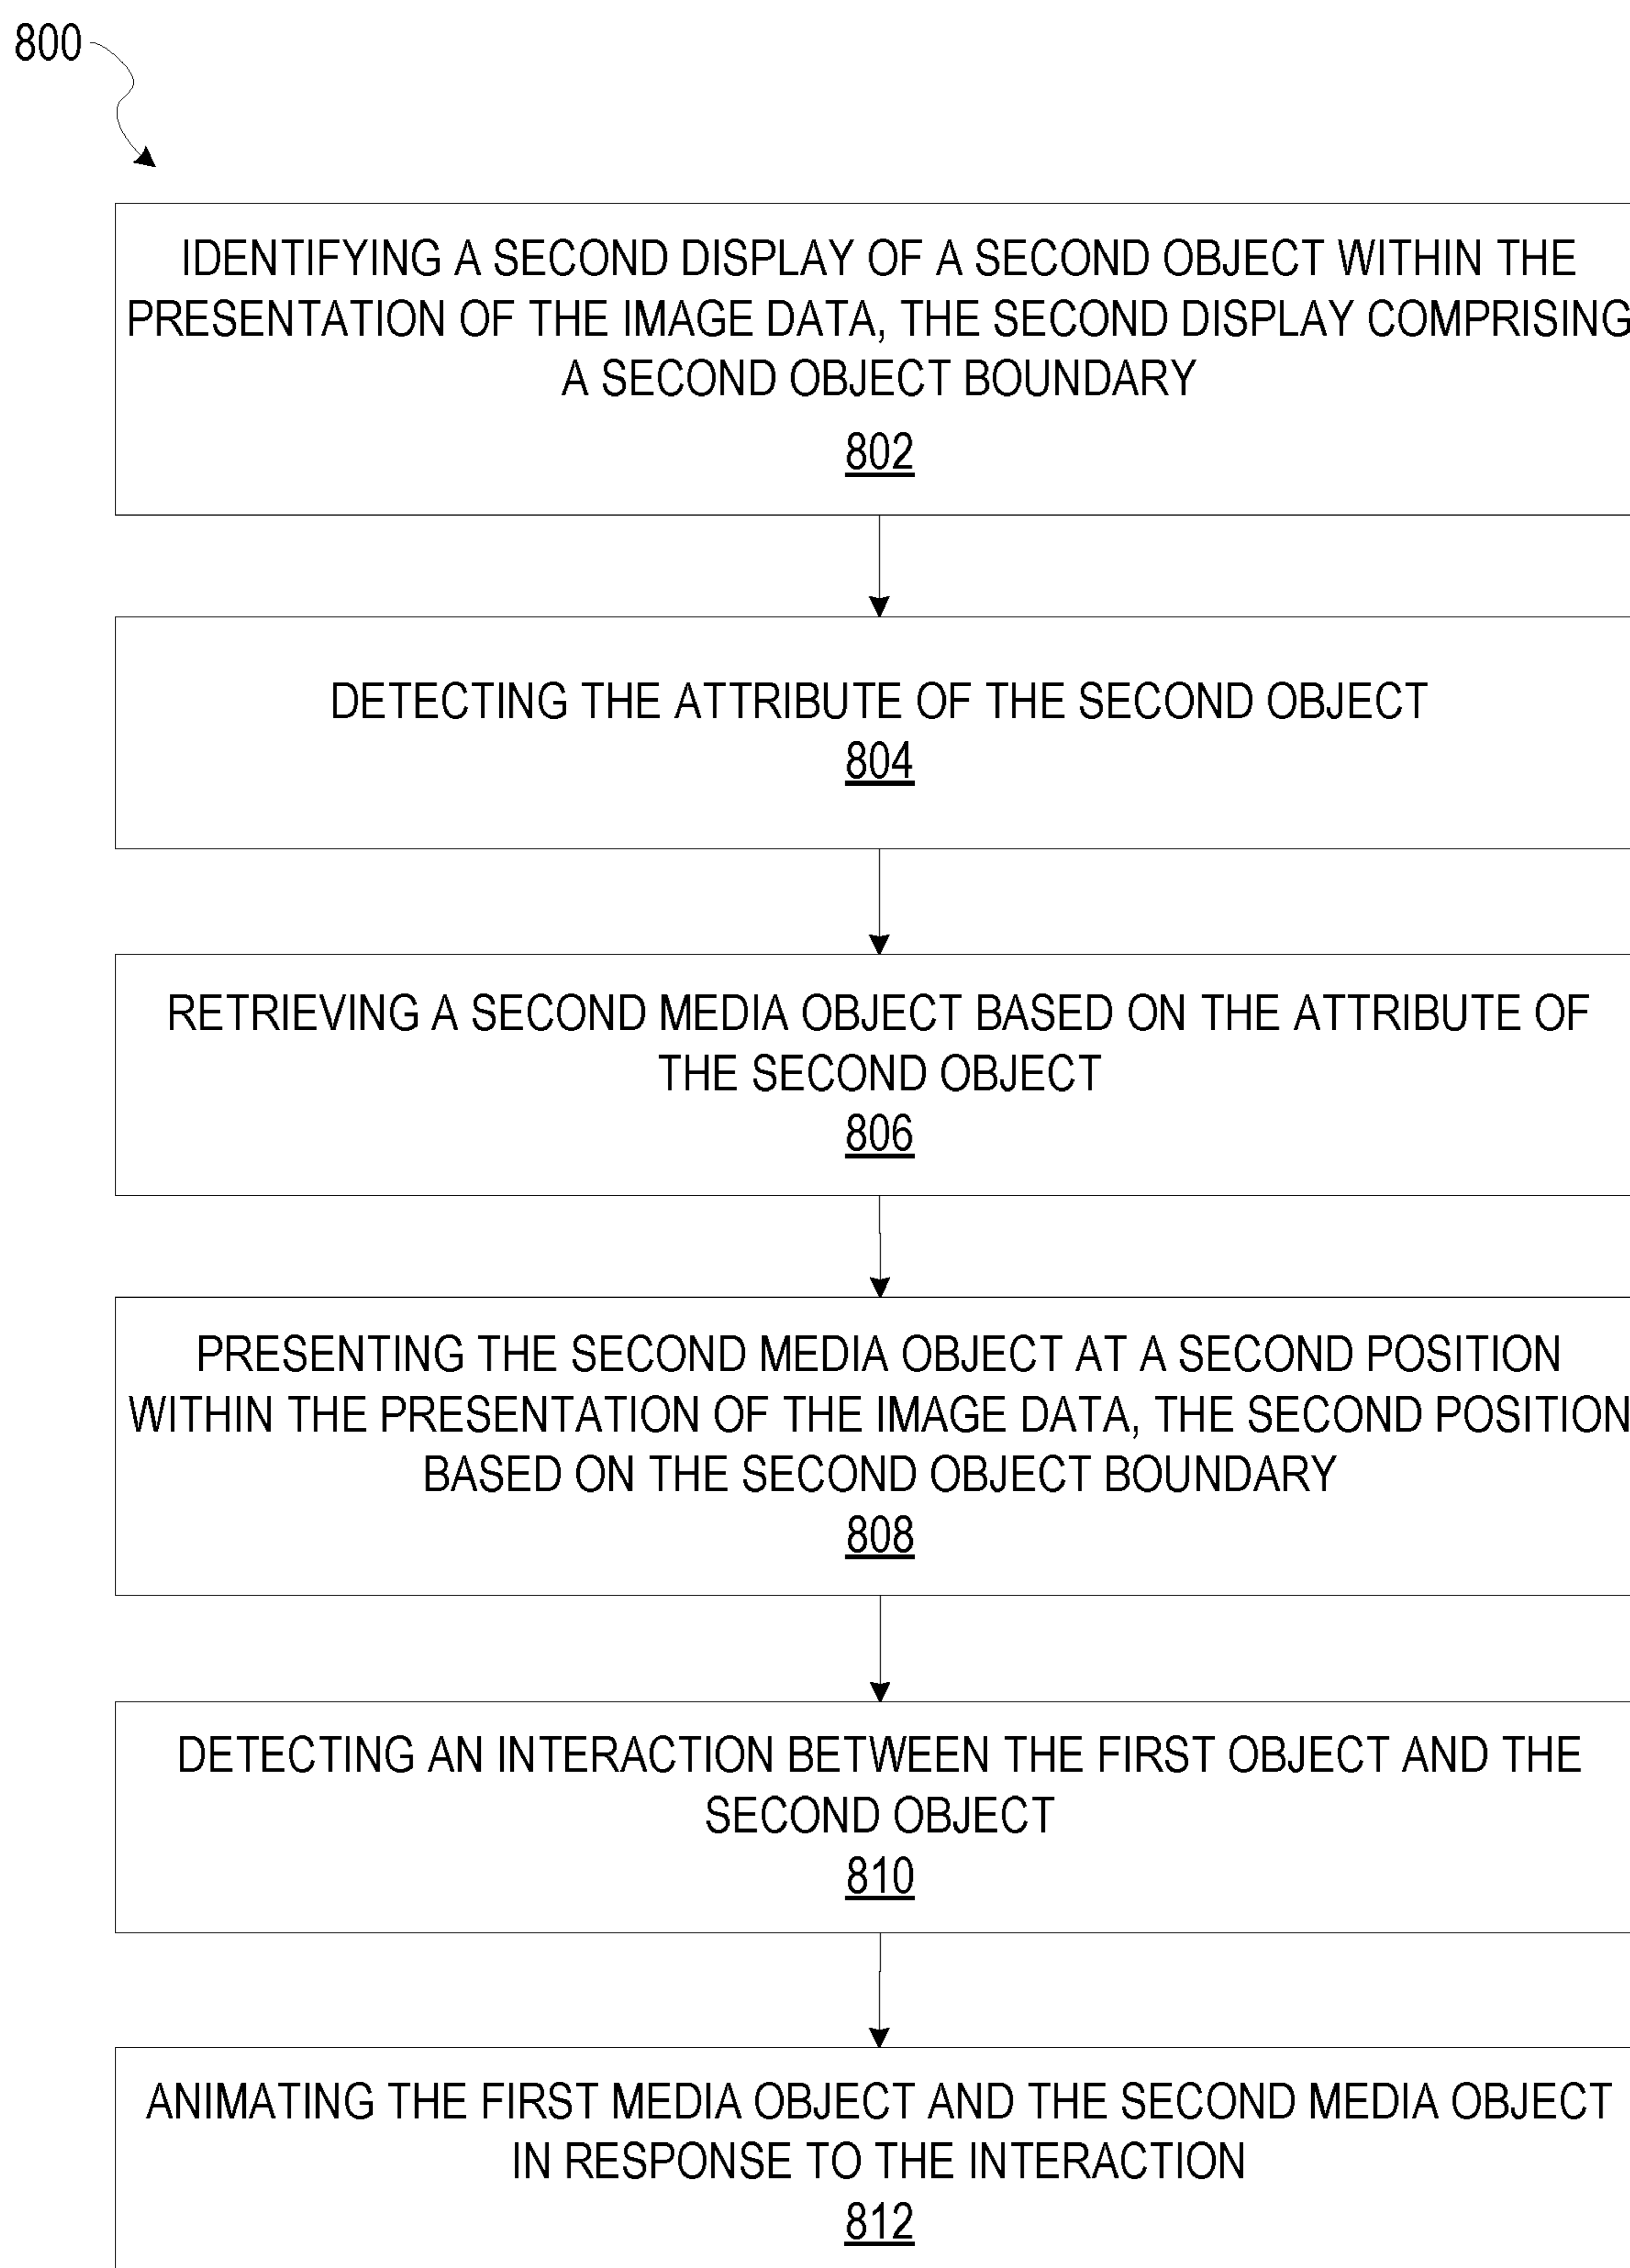 800
IDENTIFYING A SECOND DISPLAY OF A SECOND OBJECT WITHIN THE
PRESENTATION OF THE IMAGE DATA, THE SECOND DISPLAY COMPRISING
A SECOND OBJECT BOUNDARY
802
DETECTING THE ATTRIBUTE OF THE SECOND OBJECT
804
RETRIEVING A SECOND MEDIA OBJECT BASED ON THE ATTRIBUTE OF
THE SECOND OBJECT
806
PRESENTING THE SECOND MEDIA OBJECT AT A SECOND POSITION
WITHIN THE PRESENTATION OF THE IMAGE DATA, THE SECOND POSITION
BASED ON THE SECOND OBJECT BOUNDARY
808
DETECTING AN INTERACTION BETWEEN THE FIRST OBJECT AND THE
SECOND OBJECT
810
ANIMATING THE FIRST MEDIA OBJECT AND THE SECOND MEDIA OBJECT
IN RESPONSE TO THE INTERACTION
812